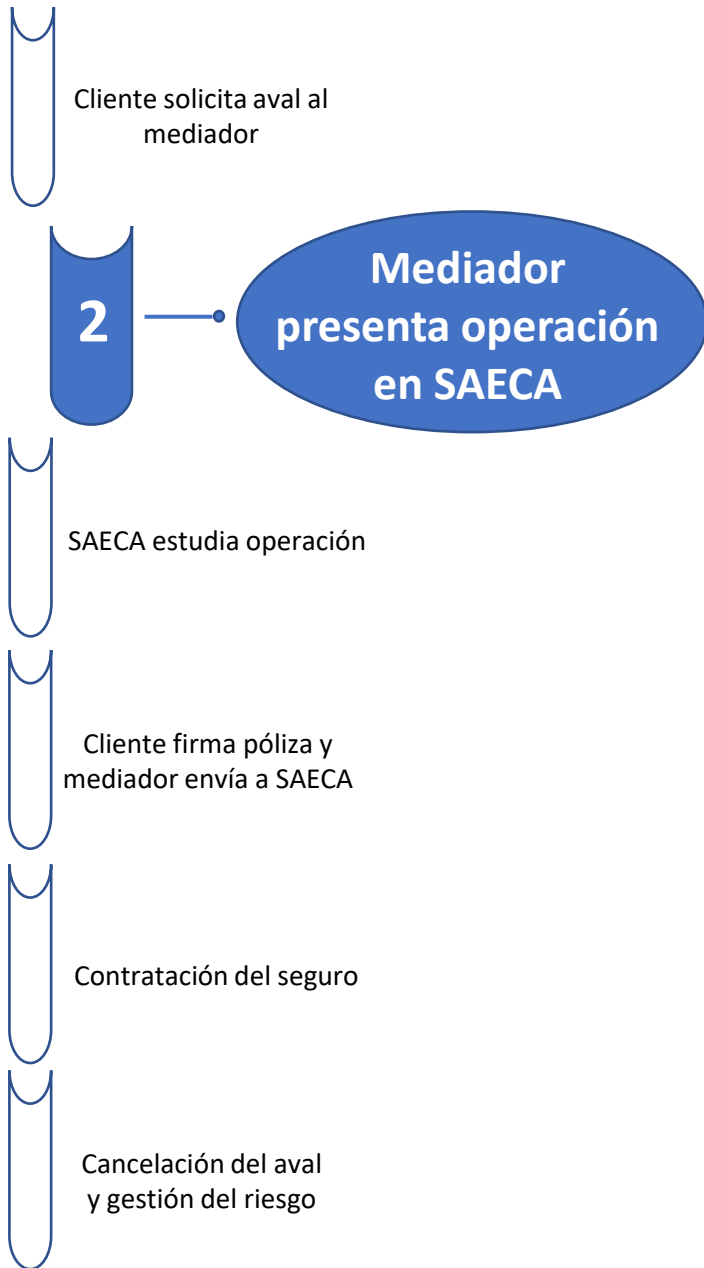 Cliente solicita aval al
mediador
2
Mediador
presenta operación
en SAECA
SAECA estudia operación
Cliente firma póliza y
mediador envía a SAECA
Contratación del seguro
Cancelación del aval
y gestión del riesgo